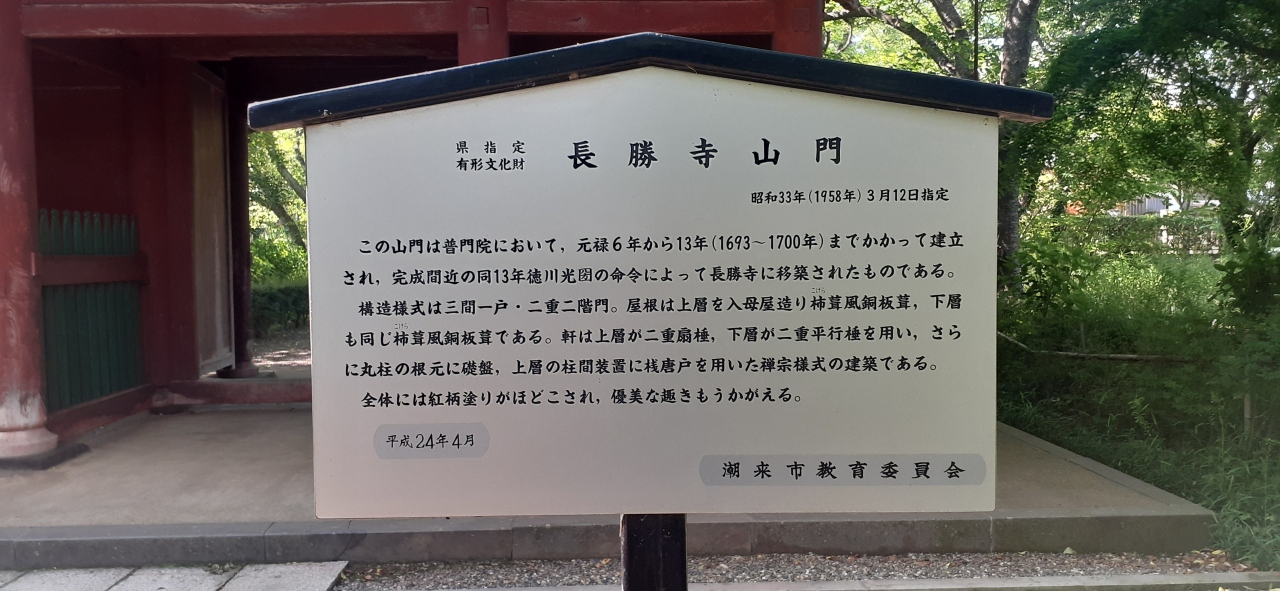 県指定
有形文化財
長勝寺山門
昭和33年(1958年)3月12日指定
この山門は普門院において，元禄6年から13年(1693～1700年)までかかって建立
され，完成間近の同13年徳川光圀の命令によって長勝寺に移築されたものである。
構造様式は三間一戸・二重二階門。屋根は上層を入母屋造り杮葺風銅板葺，下層
こけら
も同じ杮葺風銅板葺である。軒は上層が二重扇棰，下層が二重平行棰を用い，さら
こけら
に丸柱の根元に礎盤，上層の柱間装置に桟唐戸を用いた禅宗様式の建築である。
全体には紅柄塗りがほどこされ，優美な趣きもうかがえる。
平成24年4月
潮来市教育委員会